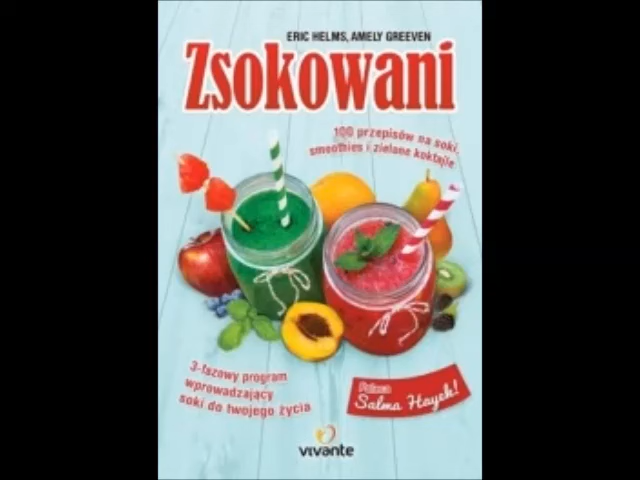 ERIC HELMS, AMELY GREEVEN
Zsokowani
100 przepisów na soki,
smoothies i zielone koktajle
3-fazowy program
wprowadzający
soki do twojego życia
Poleca
Salma Hayek!
vivante